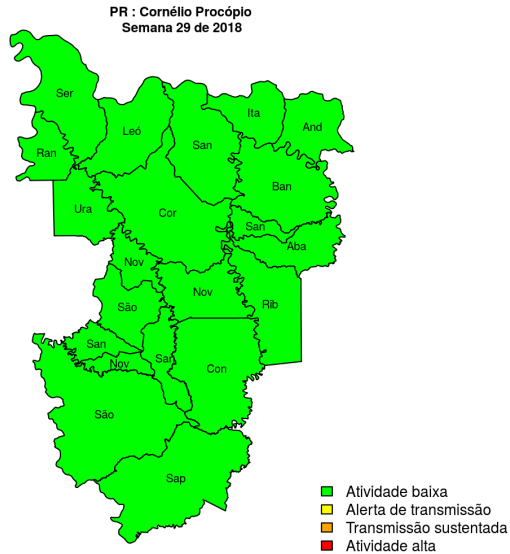 PR : Cornélio Procópio
Semana 29 de 2018
Ser
Leó
Ita
And
San
Ran
Ban
Ura
Cor
San
Aba
Nov
Nov
Rib
São
San
San
Nov
Con
São
Sap
Atividade baixa
Alerta de transmissão
Transmissão sustentada
Atividade alta